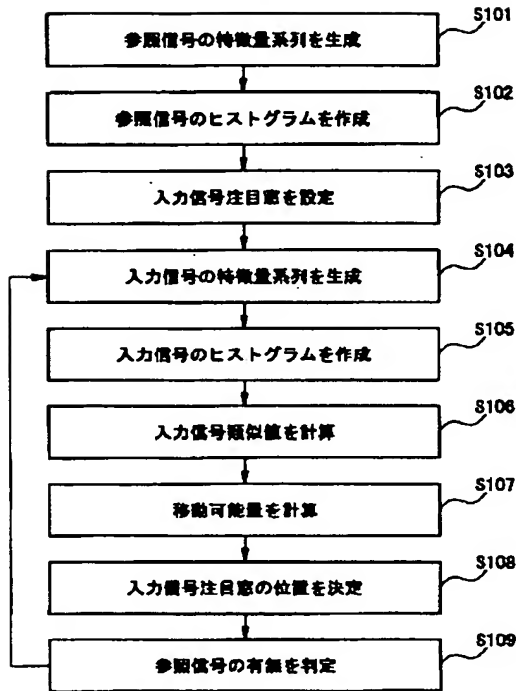 S101
参照信号の特徴量系列を生成
S102
参照信号のヒストグラムを作成
S103
入力信号注目窓を設定
S104
入力信号の特徴量系列を生成
S105
入力信号のヒストグラムを作成
S106
入力信号類似値を計算
S107
移動可能量を計算
S108
入力信号注目窓の位置を決定
S109
参照信号の有無を判定